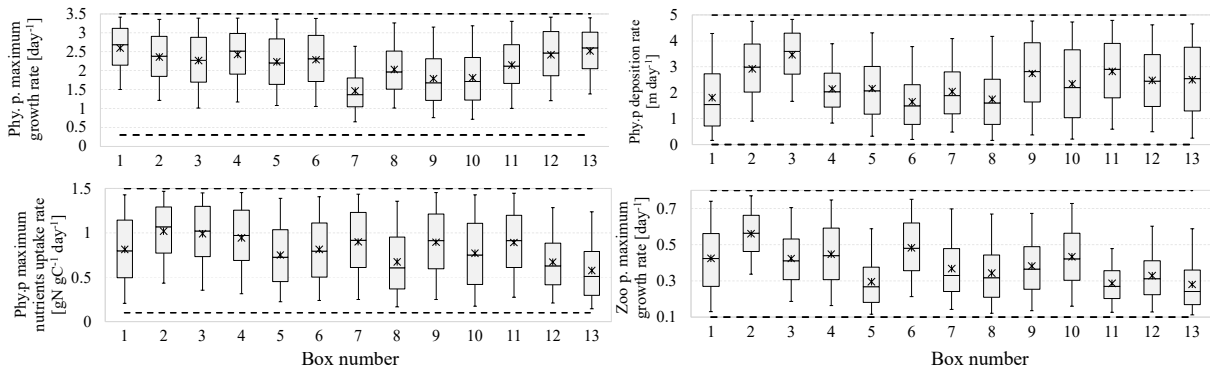 Phy. p. maximum
growth rate [day-1]
3.5
3
2.5
2
1.5
1
0.5
0
1 2 3 4 5 6 7 8 9 10 11 12 13
Phy.p deposition rate
[m day-1]
5
4
3
2
1
0
1 2 3 4 5 6 7 8 9 10 11 12 13
Phy.p maximum
nutrients uptake rate
[gN gC-1 day-1]
1.5
1
0.5
0
1 2 3 4 5 6 7 8 9 10 11 12 13
Box number
Zoo p. maximum
growth rate [day-1]
0.7
0.5
0.3
0.1
1 2 3 4 5 6 7 8 9 10 11 12 13
Box number